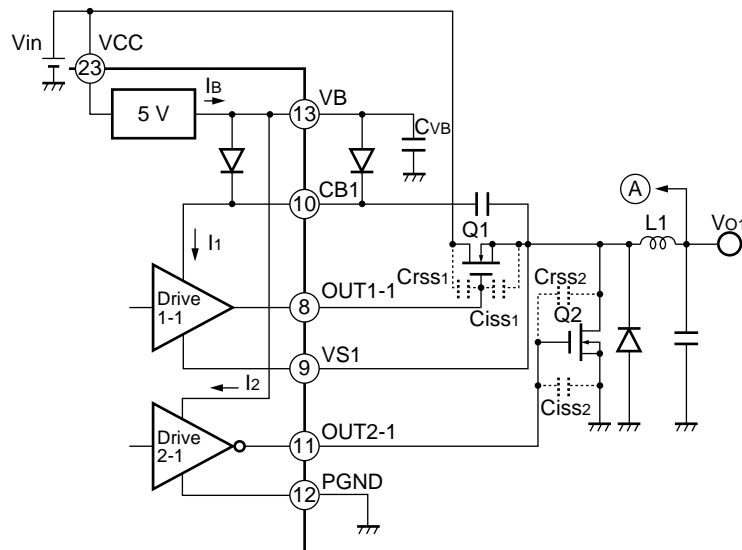 Vin
VCC
23
IB
VB
5 V
13
CVB
10
CB1
A
L1
VO1
Q1
I1
Crss1
Crss2
Drive
1-1
8
OUT1-1
Ciss1
Q2
9
VS1
I2
Ciss2
Drive
2-1
11
OUT2-1
12
PGND